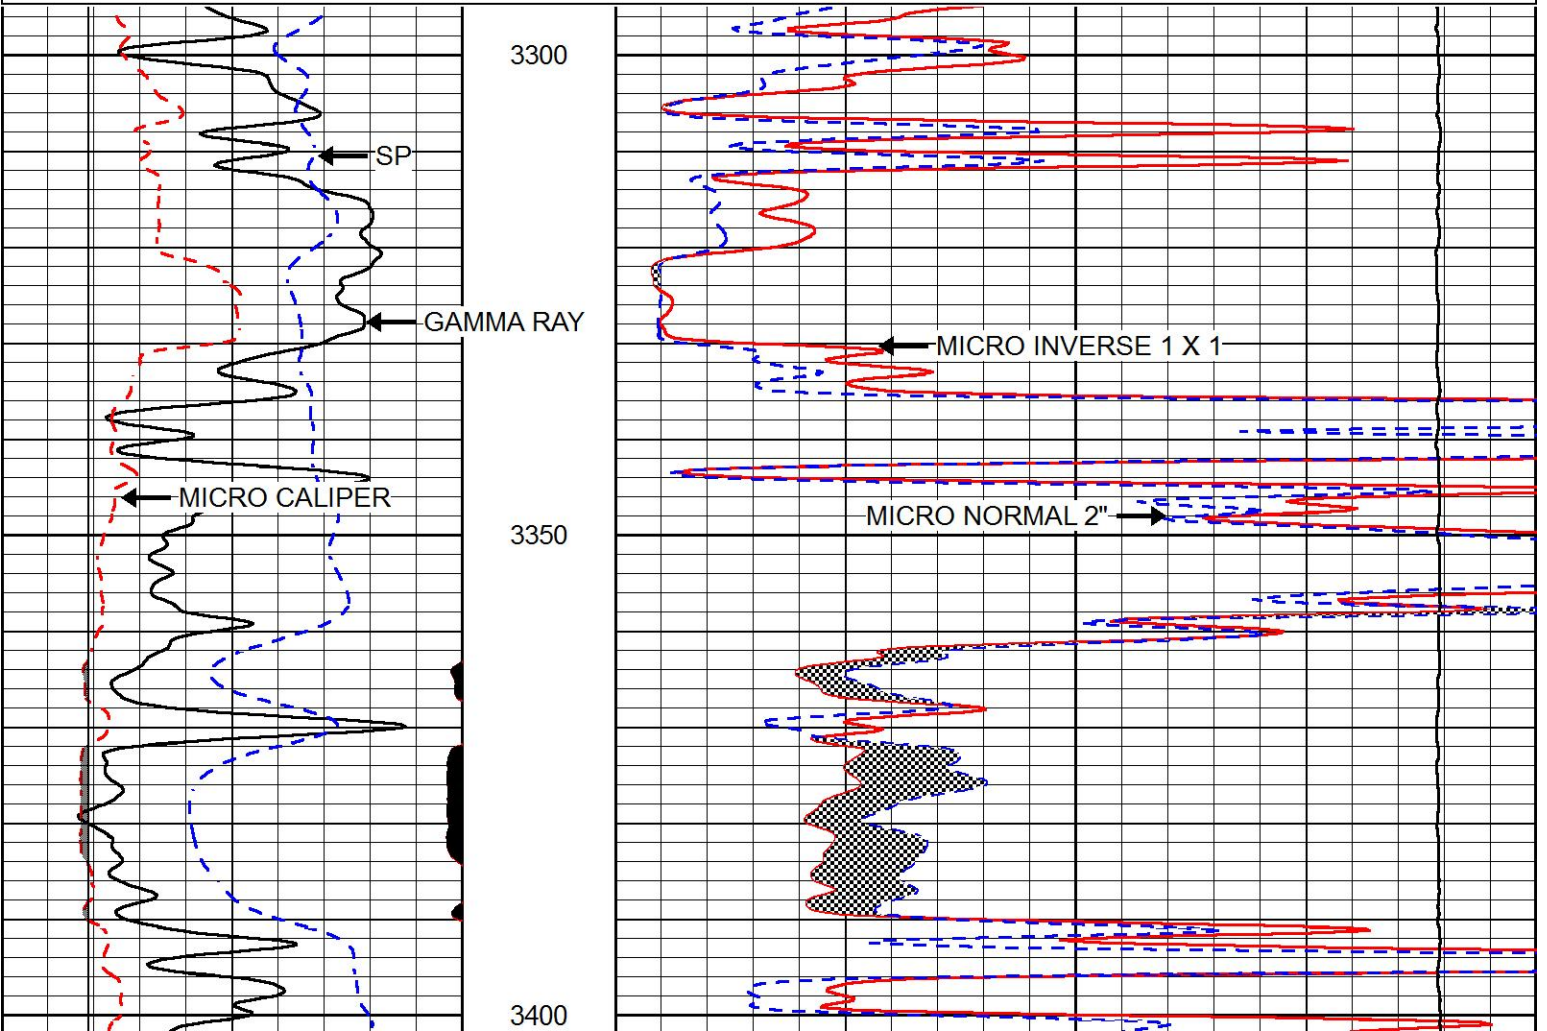 3300
SP
GAMMA RAY
MICRO INVERSE 1 X 1
MICRO CALIPER
MICRO NORMAL 2"
3350
3400